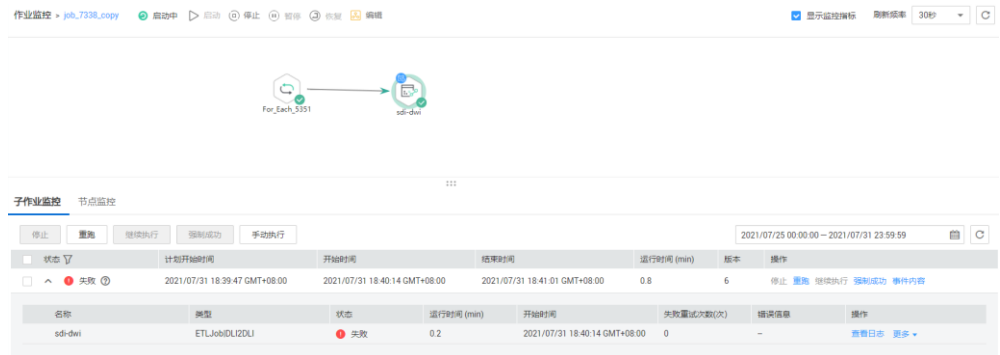 作业监控 > job_7338_copy 启动中 启动 停止 暂停 恢复 编辑 显示监控指标 刷新频率 30秒
For_Each_5351
sdi-dwi
子作业监控 节点监控
停止 重跑 继续执行 强制成功 手动执行 2021/07/25 00:00:00 – 2021/07/31 23:59:59
状态 计划开始时间 开始时间 结束时间 运行时间 (min) 版本 操作
失败 2021/07/31 18:39:47 GMT+08:00 2021/07/31 18:40:14 GMT+08:00 2021/07/31 18:41:01 GMT+08:00 0.8 6 停止 重跑 继续执行 强制成功 事件内容
名称 类型 状态 运行时间 (min) 开始时间 失败重试次数(次) 错误信息 操作
sdi-dwi ETLJob|DLI2DLI 失败 0.2 2021/07/31 18:40:14 GMT+08:00 0 – 查看日志 更多